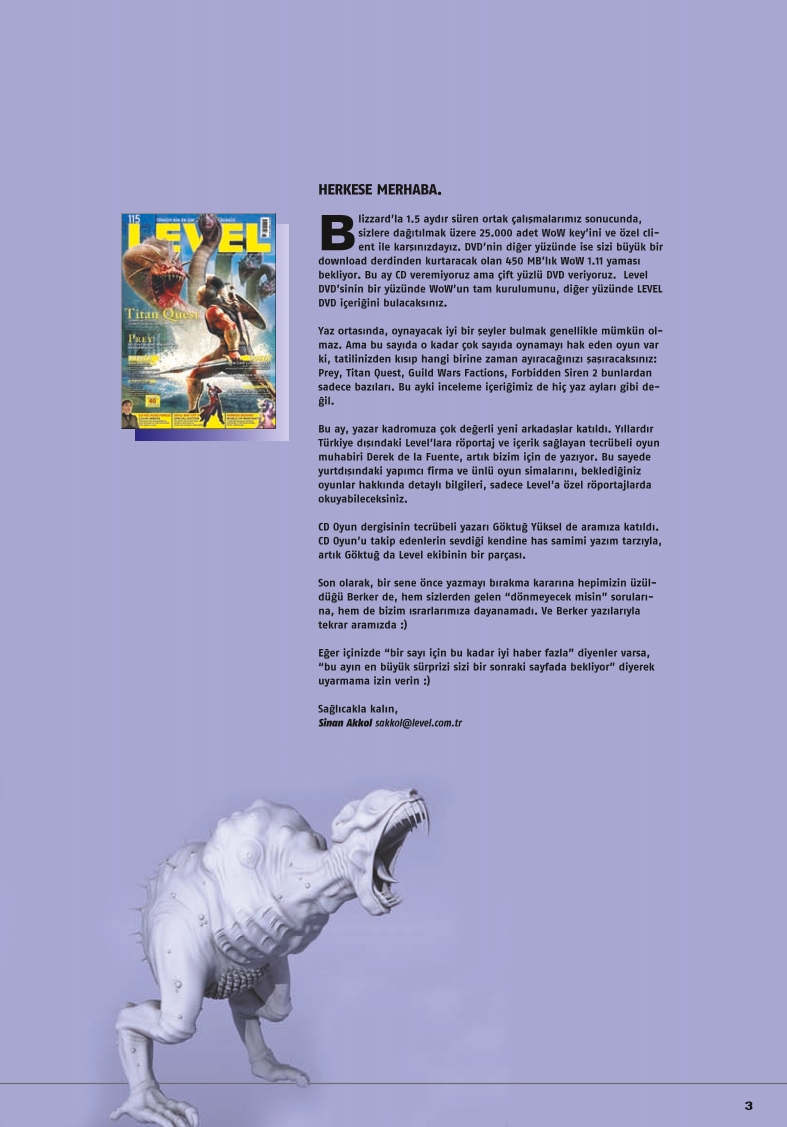 HERKESE MERHABA.
115
LEVEL
Titan Quest
PREY
Blizzard'la 1.5 aydır süren ortak çalışmalarımız sonucunda,
sizlere dağıtılmak üzere 25.000 adet WoW key'ini ve özel cli-
ent ile karşınızdayız. DVD'nin diğer yüzünde ise sizi büyük bir
download derdinden kurtaracak olan 450 MB'lık WoW 1.11 yaması
bekliyor. Bu ay CD veremiyoruz ama çift yüzlü DVD veriyoruz. Level
DVD'sinin bir yüzünde WoW'un tam kurulumunu, diğer yüzünde LEVEL
DVD içeriğini bulacaksınız.
Yaz ortasında, oynayacak iyi bir şeyler bulmak genellikle mümkün ol-
maz. Ama bu sayıda o kadar çok sayıda oynamayı hak eden oyun var
ki, tatilinizden kısıp hangi birine zaman ayıracağınızı şaşıracaksınız:
Prey, Titan Quest, Guild Wars Factions, Forbidden Siren 2 bunlardan
sadece bazıları. Bu ayki inceleme içeriğimiz de hiç yaz ayları gibi de-
ğil.
Bu ay, yazar kadromuza çok değerli yeni arkadaşlar katıldı. Yıllardır
Türkiye dışındaki Level'lara röportaj ve içerik sağlayan tecrübeli oyun
muhabiri Derek de la Fuente, artık bizim için de yazıyor. Bu sayede
yurtdışındaki yapımcı firma ve ünlü oyun simalarını, beklediğiniz
oyunlar hakkında detaylı bilgileri, sadece Level'a özel röportajlarda
okuyabileceksiniz.
CD Oyun dergisinin tecrübeli yazarı Göktuğ Yüksel de aramıza katıldı.
CD Oyun'u takip edenlerin sevdiği kendine has samimi yazım tarzıyla,
artık Göktuğ da Level ekibinin bir parçası.
Son olarak, bir sene önce yazmayı bırakma kararına hepimizin üzül-
düğü Berker de, hem sizlerden gelen “dönmeyecek misin” soruları-
na, hem de bizim ısrarlarımıza dayanamadı. Ve Berker yazılarıyla
tekrar aramızda :)
Eğer içinizde “bir sayı için bu kadar iyi haber fazla” diyenler varsa,
“bu ayın en büyük sürprizi sizi bir sonraki sayfada bekliyor” diyerek
uyarmama izin verin :)
Sağlıcakla kalın,
Sinan Akkol sakkol@level.com.tr
3